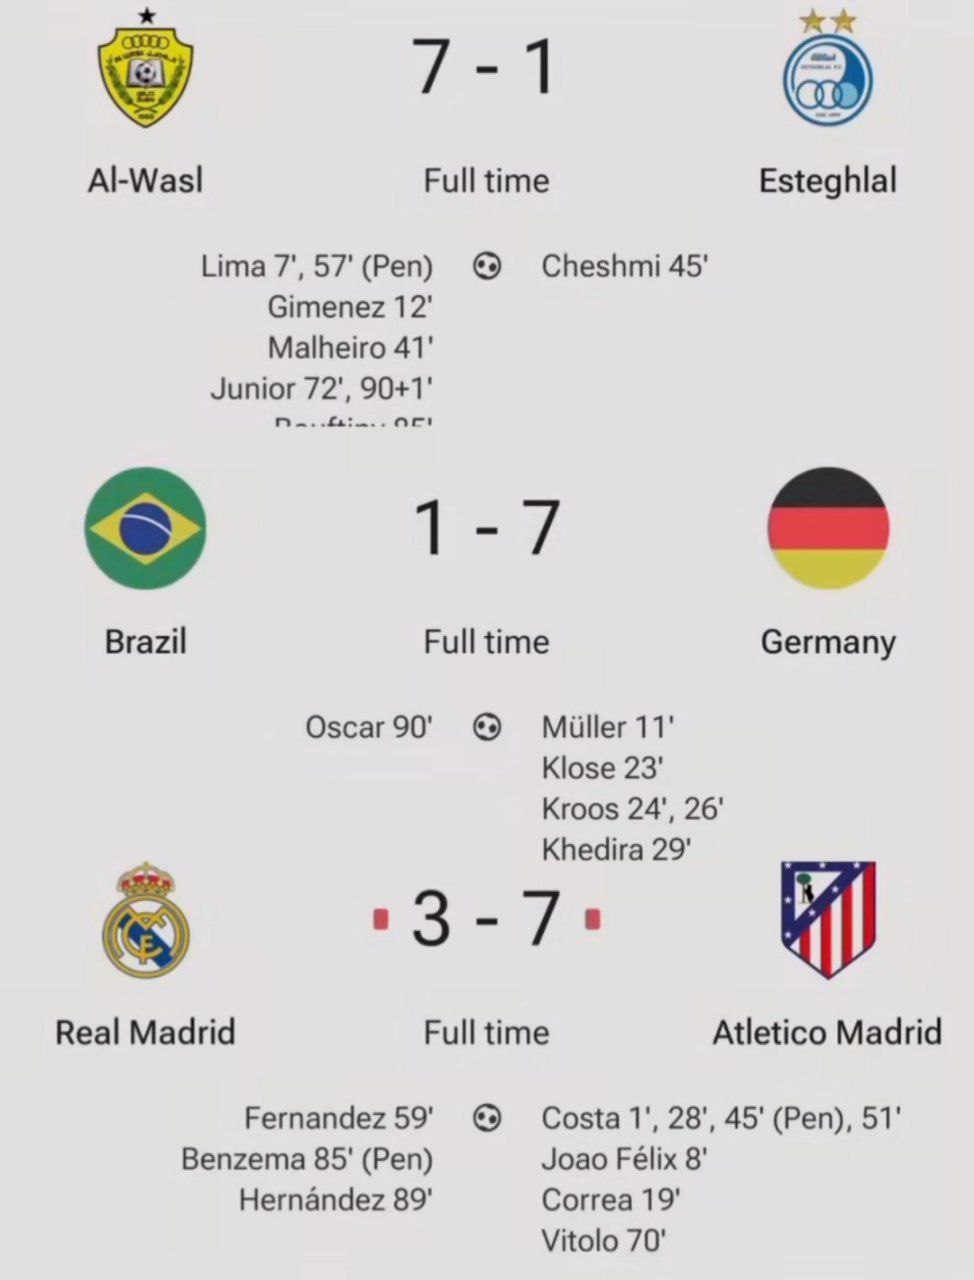 7 - 1
Al-Wasl
Full time
Esteghlal
Lima 7', 57' (Pen)
Cheshmi 45'
Gimenez 12'
Malheiro 41'
Junior 72', 90+1'
1 - 7
Brazil
Full time
Germany
Oscar 90'
Müller 11'
Klose 23'
Kroos 24', 26'
Khedira 29'
3 - 7
Real Madrid
Full time
Atletico Madrid
Fernandez 59'
Costa 1', 28', 45' (Pen), 51'
Benzema 85' (Pen)
Joao Félix 8'
Hernández 89'
Correa 19'
Vitolo 70'